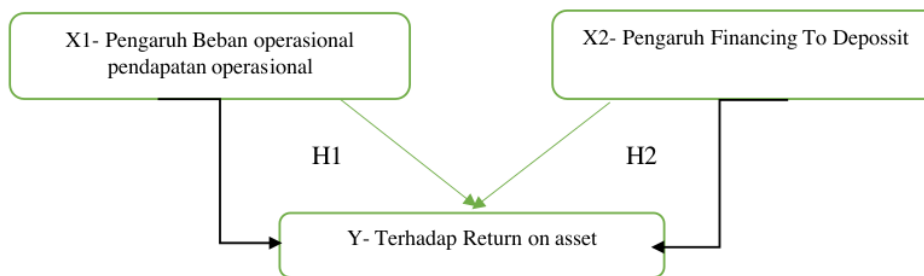 X1- Pengaruh Beban operasional
pendapatan operasional
X2- Pengaruh Financing To Depossit
H1
H2
Y- Terhadap Return on asset